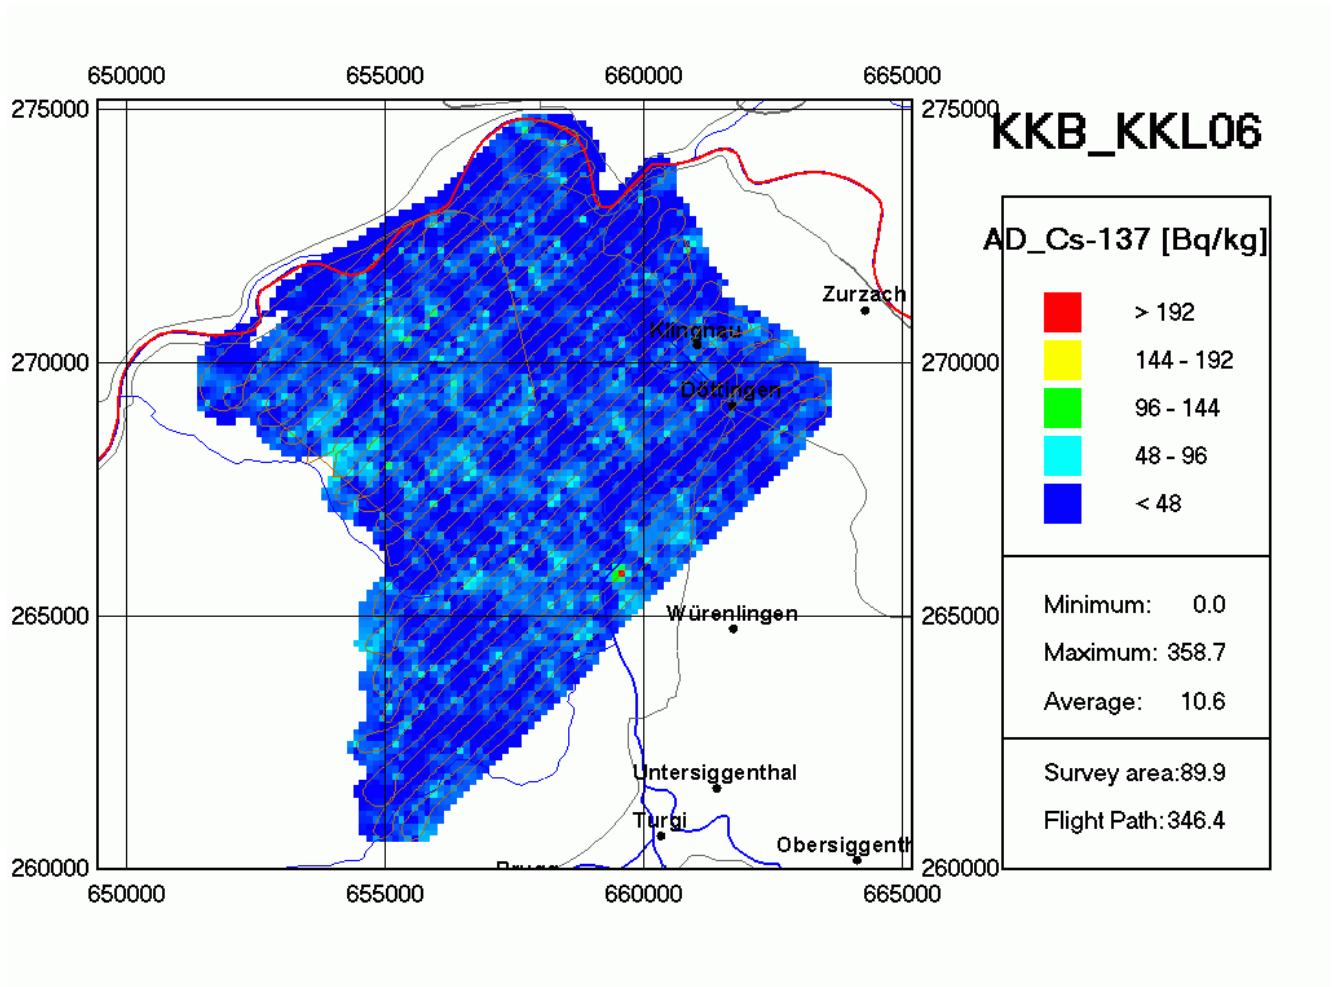 650000 655000 660000 665000
275000 275000
KKB_KKL06
AD_Cs-137 [Bq/kg]
Zurzach
> 192
Klingnau
144 - 192
270000 270000
Döttingen
96 - 144
48 - 96
< 48
Würenlingen
265000 265000
Minimum: 0.0
Maximum: 358.7
Average: 10.6
Untersiggenthal
Survey area:89.9
Turgi
Flight Path:346.4
Obersiggenth
Brugg
260000 260000
650000 655000 660000 665000